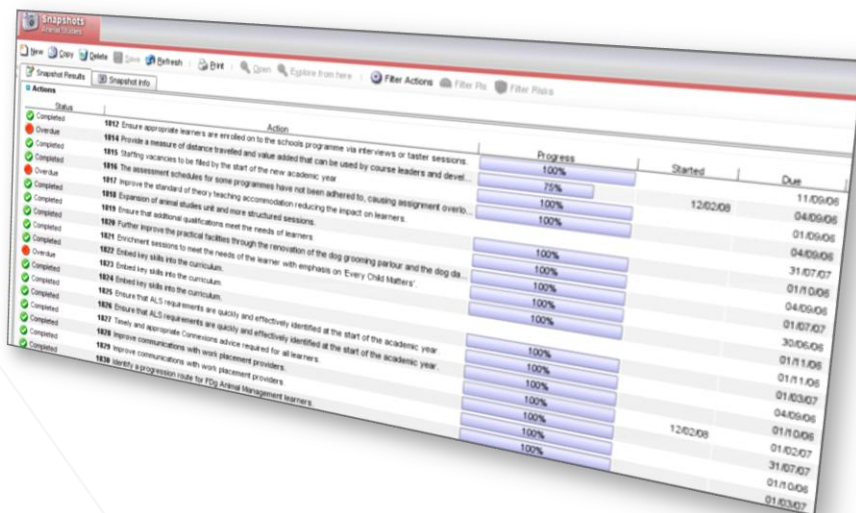 Snapshots
Animal Studies
New Copy Delete Save Refresh Print Open Explore from here Filter Actions Filter PIs Filter Risks
Snapshot Results Snapshot Info
Actions
Status Action Progress Started Due
Completed 1812 Ensure appropriate learners are enrolled on to the schools programme via interviews or taster sessions. 100% 11/09/06
Overdue 1814 Provide a measure of distance travelled and value added that can be used by course leaders and devel... 75% 12/02/08 04/09/06
Completed 1815 Staffing vacancies to be filled by the start of the new academic year 100% 01/09/06
Completed 1816 The assessment schedules for some programmes have not been adhered to, causing assignment overlo... 100% 04/09/06
Overdue 1817 Improve the standard of theory teaching accommodation reducing the impact on learners. 31/07/07
Completed 1818 Expansion of animal studies unit and more structured sessions. 100% 01/10/06
Completed 1819 Ensure that additional qualifications meet the needs of learners. 100% 04/09/06
Completed 1820 Further improve the practical facilities through the renovation of the dog grooming parlour and the dog da... 100% 01/07/07
Completed 1821 Enrichment sessions to meet the needs of the learner with emphasis on 'Every Child Matters'. 100% 30/06/06
Completed 1822 Embed key skills into the curriculum. 100% 01/11/06
Overdue 1823 Embed key skills into the curriculum. 01/11/06
Completed 1824 Embed key skills into the curriculum. 100% 01/03/07
Completed 1825 Ensure that ALS requirements are quickly and effectively identified at the start of the academic year. 100% 04/09/06
Completed 1826 Ensure that ALS requirements are quickly and effectively identified at the start of the academic year. 100% 01/10/06
Completed 1827 Timely and appropriate Connexions advice required for all learners. 100% 01/02/07
Completed 1828 Improve communications with work placement providers. 100% 12/02/08 31/07/07
Completed 1829 Improve communications with work placement providers. 100% 01/10/06
Completed 1830 Identify a progression route for FDg Animal Management learners. 100% 01/03/07